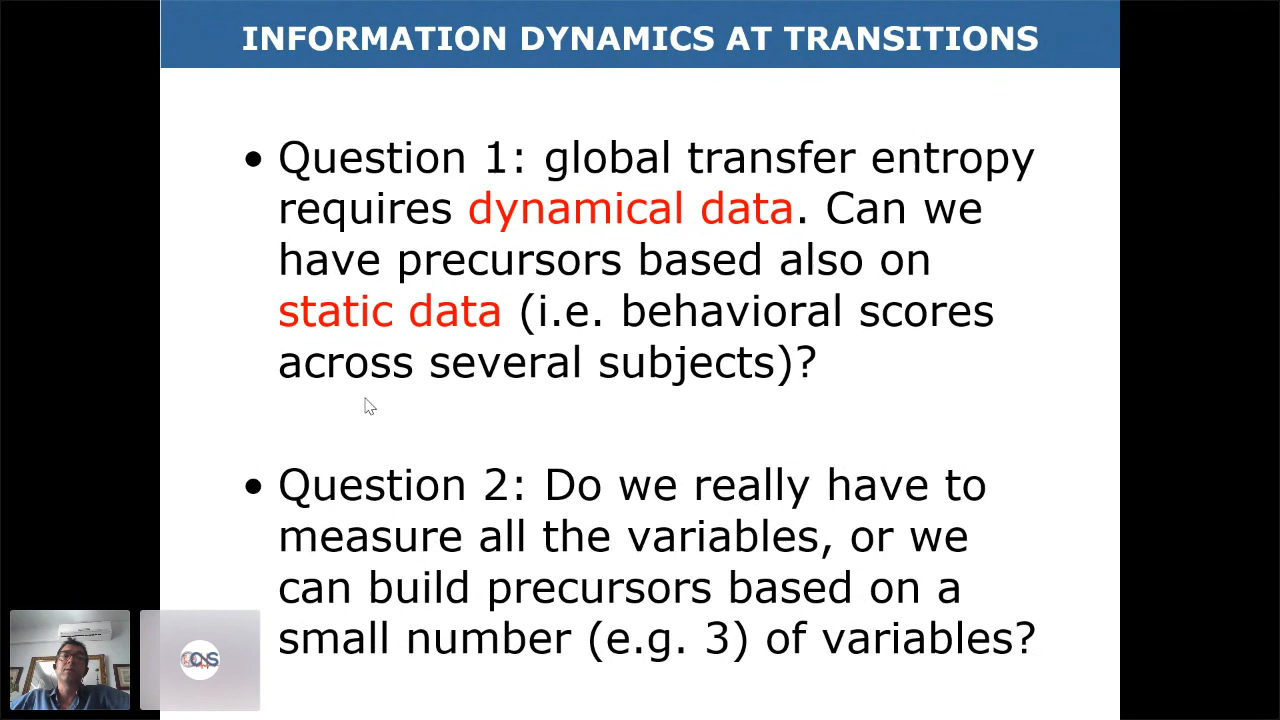 INFORMATION DYNAMICS AT TRANSITIONS
• Question 1: global transfer entropy
requires dynamical data. Can we
have precursors based also on
static data (i.e. behavioral scores
across several subjects)?
• Question 2: Do we really have to
measure all the variables, or we
can build precursors based on a
small number (e.g. 3) of variables?